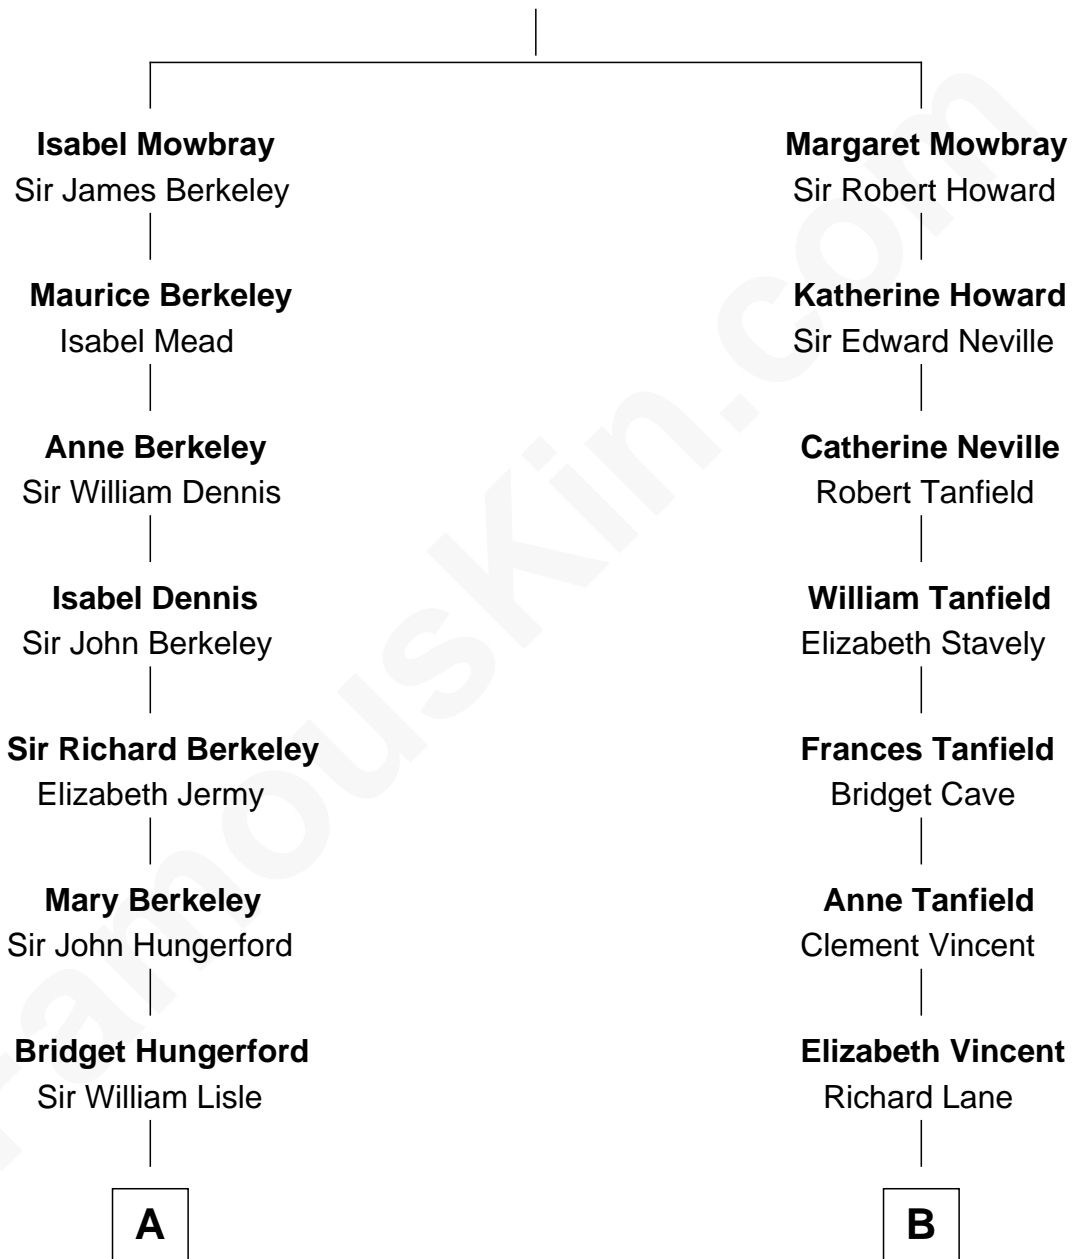 Isabel Mowbray
Sir James Berkeley
Maurice Berkeley
Isabel Mead
Anne Berkeley
Sir William Dennis
Isabel Dennis
Sir John Berkeley
Sir Richard Berkeley
Elizabeth Jermy
Mary Berkeley
Sir John Hungerford
Bridget Hungerford
Sir William Lisle
A
Margaret Mowbray
Sir Robert Howard
Katherine Howard
Sir Edward Neville
Catherine Neville
Robert Tanfield
William Tanfield
Elizabeth Stavely
Frances Tanfield
Bridget Cave
Anne Tanfield
Clement Vincent
Elizabeth Vincent
Richard Lane
B
FamousKin.com